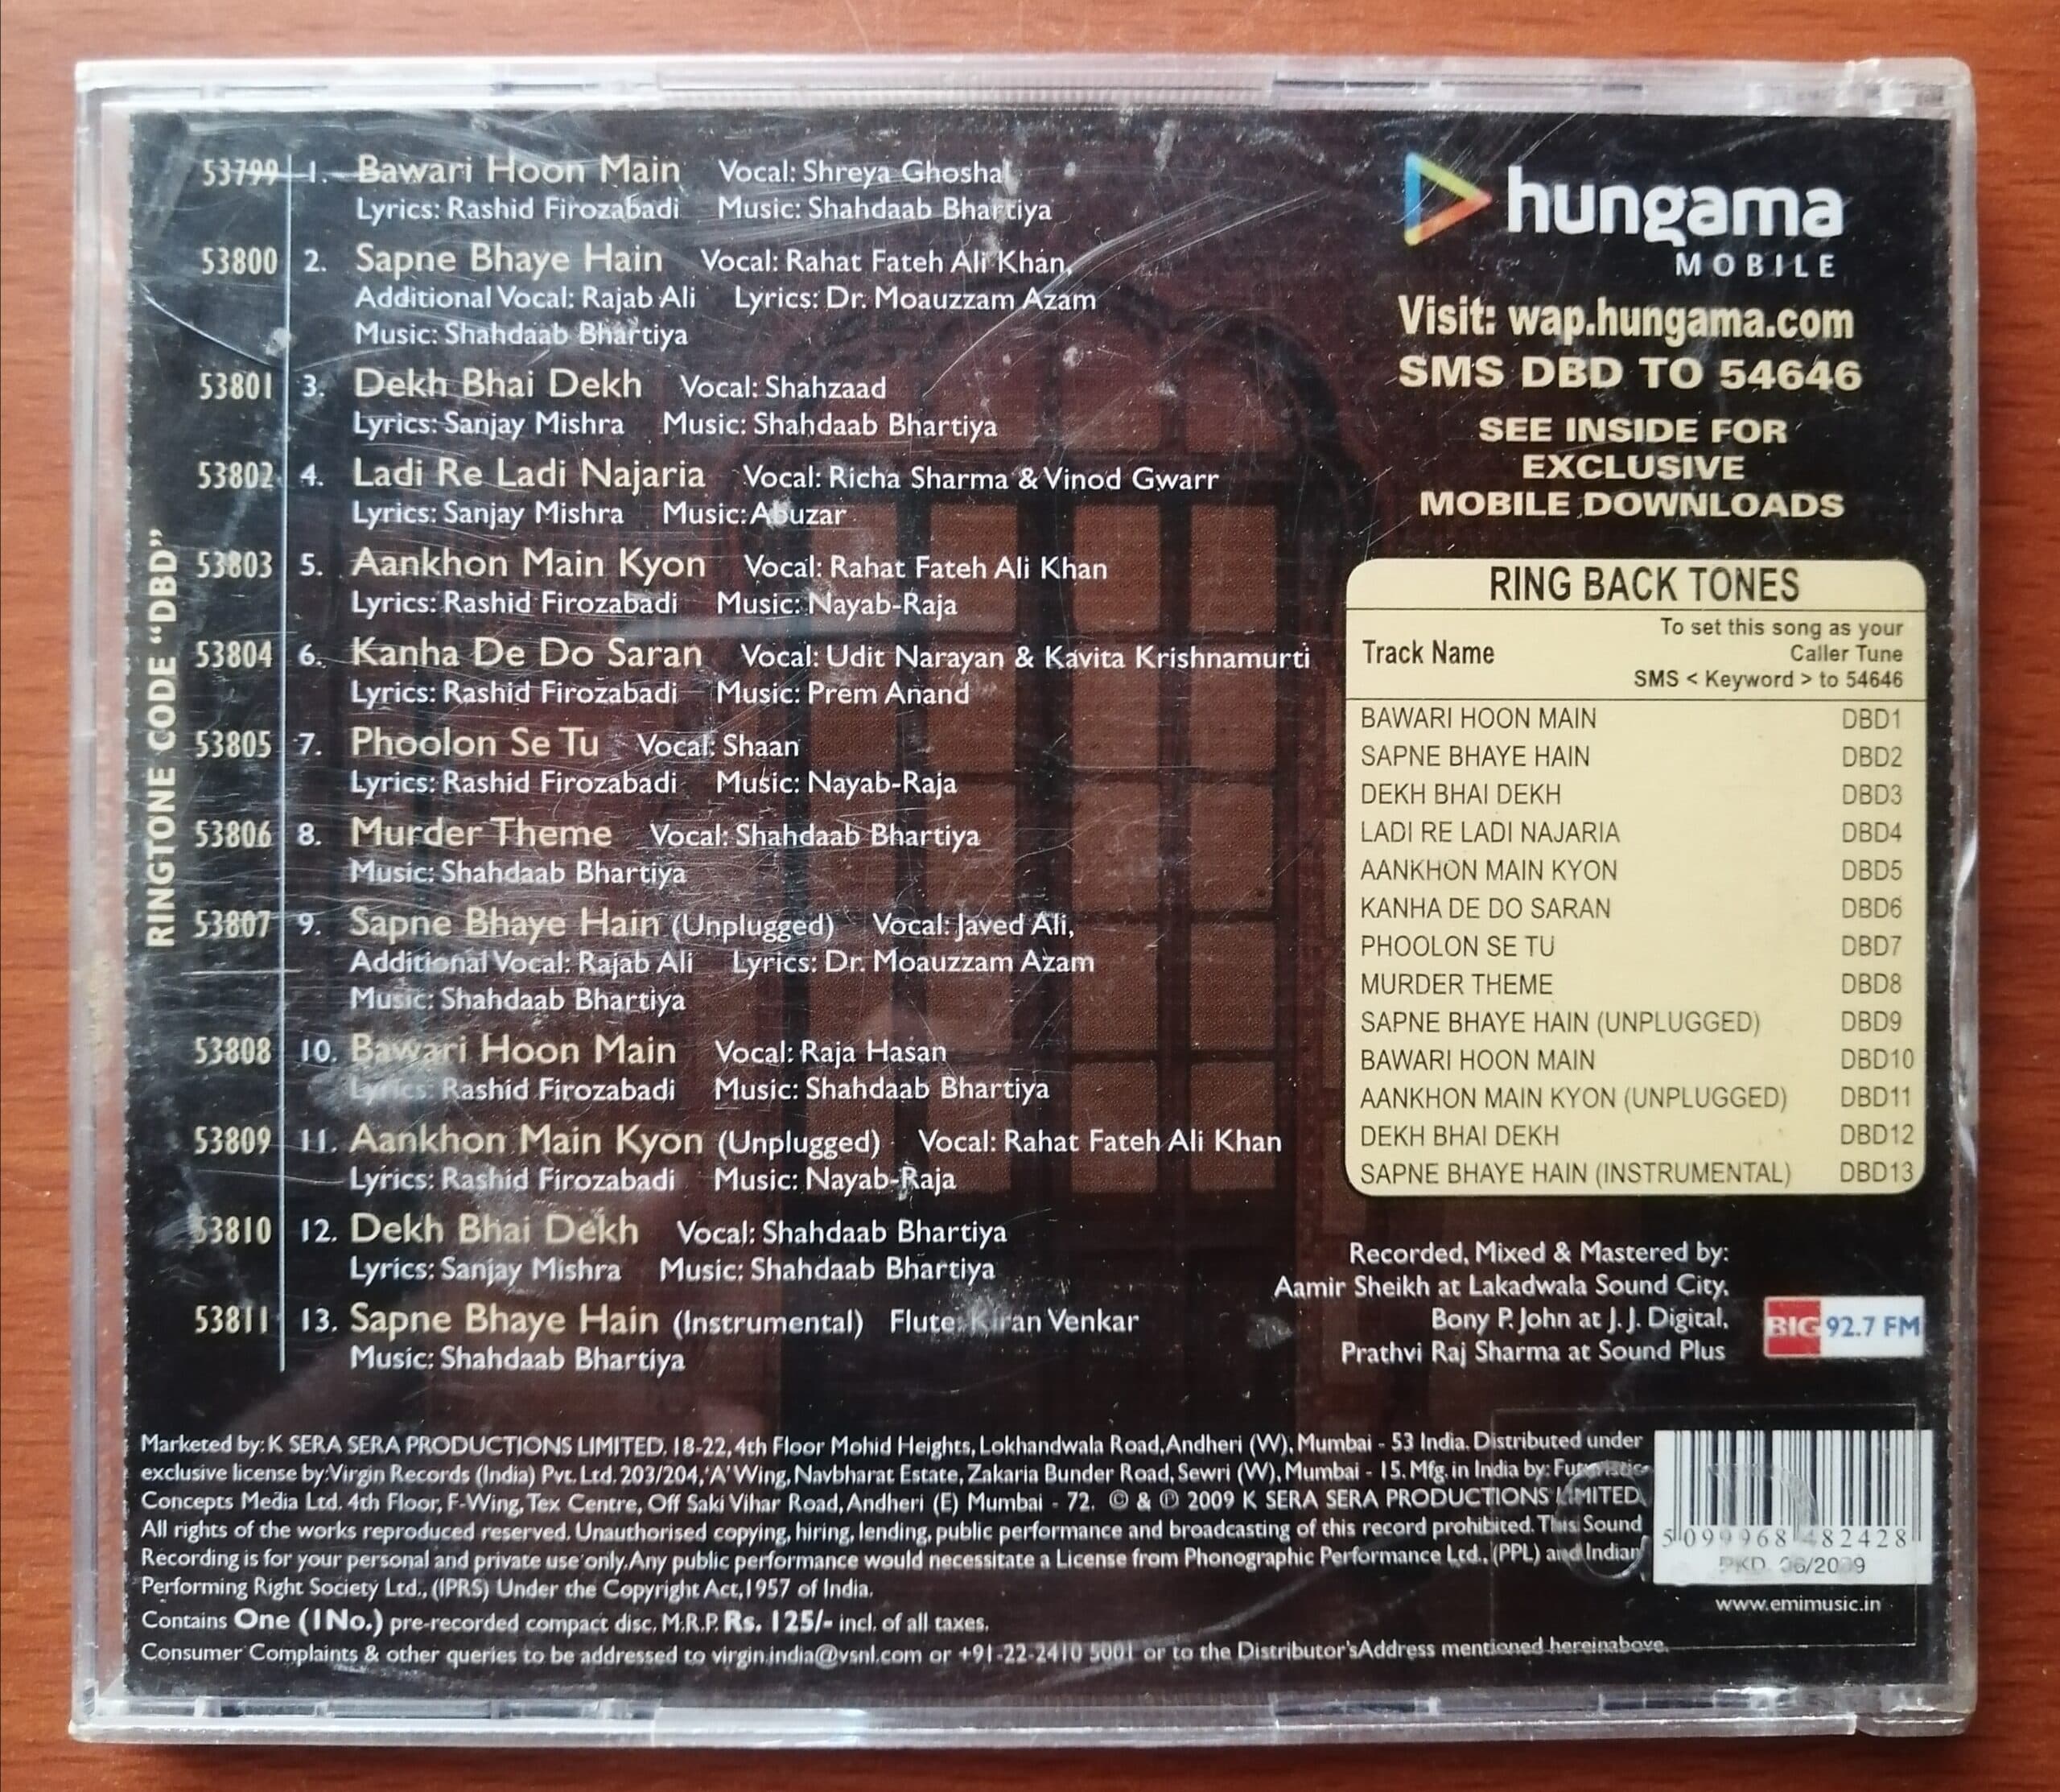 RINGTONE CODE "DBD"
53799 1. Bawari Hoon Main Vocal: Shreya Ghoshal
Lyrics: Rashid Firozabadi Music: Shahdaab Bhartiya
53800 2. Sapne Bhaye Hain Vocal: Rahat Fateh Ali Khan,
Additional Vocal: Rajab Ali Lyrics: Dr. Moauzzam Azam
Music: Shahdaab Bhartiya
53801 3. Dekh Bhai Dekh Vocal: Shahzaad
Lyrics: Sanjay Mishra Music: Shahdaab Bhartiya
53802 4. Ladi Re Ladi Najaria Vocal: Richa Sharma & Vinod Gwarr
Lyrics: Sanjay Mishra Music: Abuzar
53803 5. Aankhon Main Kyon Vocal: Rahat Fateh Ali Khan
Lyrics: Rashid Firozabadi Music: Nayab-Raja
53804 6. Kanha De Do Saran Vocal: Udit Narayan & Kavita Krishnamurti
Lyrics: Rashid Firozabadi Music: Prem Anand
53805 7. Phoolon Se Tu Vocal: Shaan
Lyrics: Rashid Firozabadi Music: Nayab-Raja
53806 8. Murder Theme Vocal: Shahdaab Bhartiya
Music: Shahdaab Bhartiya
53807 9. Sapne Bhaye Hain (Unplugged) Vocal: Javed Ali,
Additional Vocal: Rajab Ali Lyrics: Dr. Moauzzam Azam
Music: Shahdaab Bhartiya
53808 10. Bawari Hoon Main Vocal: Raja Hasan
Lyrics: Rashid Firozabadi Music: Shahdaab Bhartiya
53809 11. Aankhon Main Kyon (Unplugged) Vocal: Rahat Fateh Ali Khan
Lyrics: Rashid Firozabadi Music: Nayab-Raja
53810 12. Dekh Bhai Dekh Vocal: Shahdaab Bhartiya
Lyrics: Sanjay Mishra Music: Shahdaab Bhartiya
53811 13. Sapne Bhaye Hain (Instrumental) Flute: Kiran Venkar
Music: Shahdaab Bhartiya
hungama
MOBILE
Visit: wap.hungama.com
SMS DBD TO 54646
SEE INSIDE FOR
EXCLUSIVE
MOBILE DOWNLOADS
RING BACK TONES
To set this song as your
Track Name Caller Tune
SMS < Keyword > to 54646
BAWARI HOON MAIN DBD1
SAPNE BHAYE HAIN DBD2
DEKH BHAI DEKH DBD3
LADI RE LADI NAJARIA DBD4
AANKHON MAIN KYON DBD5
KANHA DE DO SARAN DBD6
PHOOLON SE TU DBD7
MURDER THEME DBD8
SAPNE BHAYE HAIN (UNPLUGGED) DBD9
BAWARI HOON MAIN DBD10
AANKHON MAIN KYON (UNPLUGGED) DBD11
DEKH BHAI DEKH DBD12
SAPNE BHAYE HAIN (INSTRUMENTAL) DBD13
Recorded, Mixed & Mastered by:
Aamir Sheikh at Lakadwala Sound City,
Bony P. John at J. J. Digital,
Prathvi Raj Sharma at Sound Plus
BIG 92.7 FM
Marketed by: K SERA SERA PRODUCTIONS LIMITED. 18-22, 4th Floor Mohid Heights, Lokhandwala Road, Andheri (W), Mumbai - 53 India. Distributed under
exclusive license by: Virgin Records (India) Pvt. Ltd. 203/204, 'A' Wing, Navbharat Estate, Zakaria Bunder Road, Sewri (W), Mumbai - 15. Mfg. in India by: Futuristic
Concepts Media Ltd. 4th Floor, F-Wing, Tex Centre, Off Saki Vihar Road, Andheri (E) Mumbai - 72. © & ℗ 2009 K SERA SERA PRODUCTIONS LIMITED.
All rights of the works reproduced reserved. Unauthorised copying, hiring, lending, public performance and broadcasting of this record prohibited. This Sound
Recording is for your personal and private use only. Any public performance would necessitate a License from Phonographic Performance Ltd., (PPL) and Indian
Performing Right Society Ltd., (IPRS) Under the Copyright Act, 1957 of India.
Contains One (1No.) pre-recorded compact disc, M.R.P. Rs. 125/- incl. of all taxes.
Consumer Complaints & other queries to be addressed to virgin.india@vsnl.com or +91-22-2410 5001 or to the Distributor's Address mentioned hereinabove.
5 099968 482428
PKD. 06/2009
www.emimusic.in